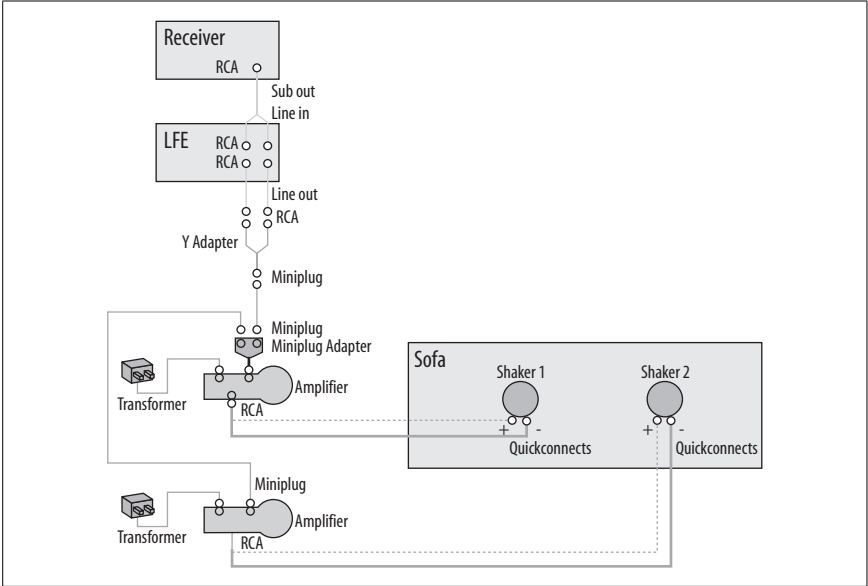 Receiver
RCA
Sub out
Line in
LFE
RCA
RCA
Line out
RCA
Y Adapter
Miniplug
Miniplug
Miniplug Adapter
Transformer
Amplifier
RCA
Sofa
Shaker 1
Shaker 2
+ -
+ -
Quickconnects
Quickconnects
Miniplug
Transformer
Amplifier
RCA